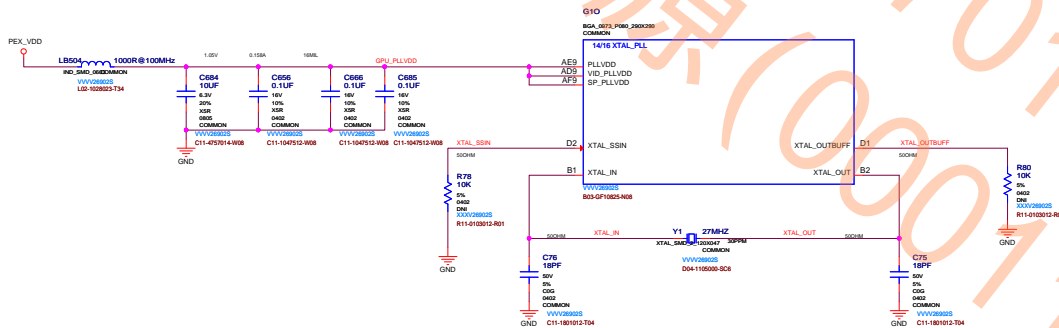 G1O
BGA_0973_P080_290X290
COMMON
14/16 XTAL_PLL
PEX_VDD
LB504
1000R@100MHz
COMMON
VVVV26902S
L02-1028023-T34
1.05V
0.158A
16MIL
GPU_PLLVDD
AE9
AD9
AF9
PLLVDD
VID_PLLVDD
SP_PLLVDD
C684
10UF
6.3V
20%
X5R
0805
COMMON
VVVV26902S
C11-4757014-W08
C656
0.1UF
16V
10%
X5R
0402
COMMON
VVVV26902S
C11-1047512-W08
C666
0.1UF
16V
10%
X5R
0402
COMMON
VVVV26902S
C11-1047512-W08
C685
0.1UF
16V
10%
X5R
0402
COMMON
VVVV26902S
C11-1047512-W08
GND
XTAL_SSIN
50OHM
D2
XTAL_SSIN
B1
XTAL_IN
XTAL_OUTBUFF
D1
XTAL_OUTBUFF
50OHM
XTAL_OUT
B2
VVVV26902S
B03-GF10825-N08
R78
10K
5%
0402
DNI
XXXV26902S
R11-0103012-R01
GND
R80
10K
5%
0402
DNI
XXXV26902S
GND
50OHM
XTAL_IN
Y1
27MHZ
30PPM
COMMON
VVVV26902S
D04-1105000-SC6
XTAL_OUT
50OHM
C76
18PF
50V
5%
C0G
0402
COMMON
VVVV26902S
C11-1801012-T04
GND
C75
18PF
50V
5%
C0G
0402
COMMON
VVVV26902S
C11-1801012-T04
GND